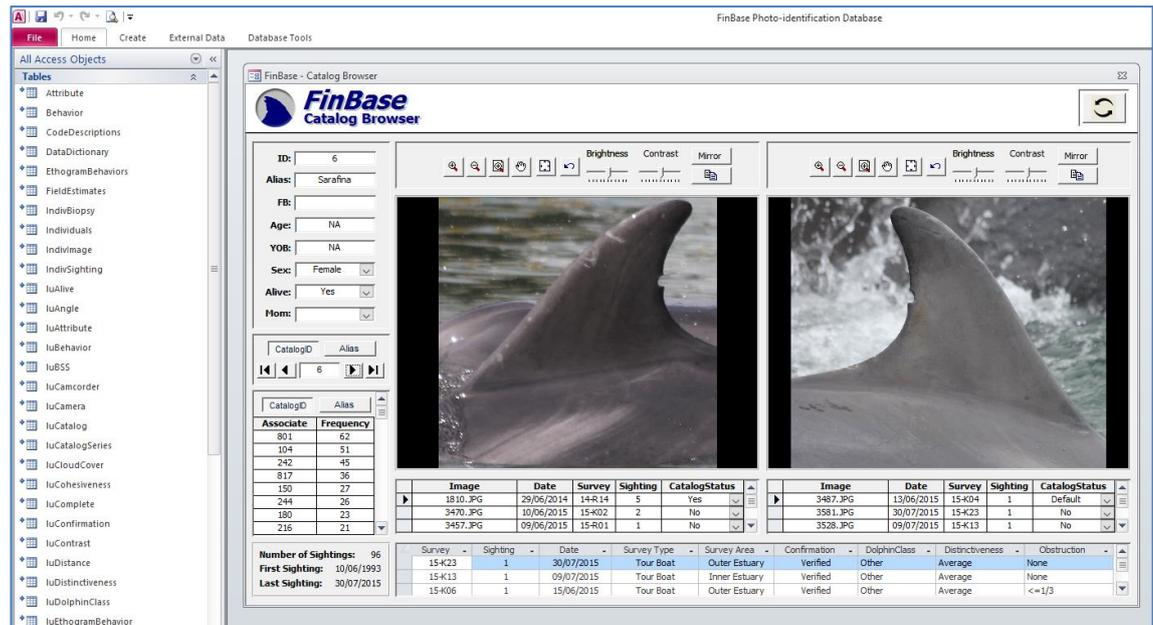 FinBase Photo-identification Database
File Home Create External Data Database Tools
All Access Objects
Tables
Attribute
Behavior
CodeDescriptions
DataDictionary
EthogramBehaviors
FieldEstimates
IndivBiopsy
Individuals
IndivImage
IndivSighting
luAlive
luAngle
luAttribute
luBehavior
luBSS
luCamcorder
luCamera
luCatalog
luCatalogSeries
luCloudCover
luCohesiveness
luComplete
luConfirmation
luContrast
luDistance
luDistinctiveness
luDolphinClass
luEthogramBehavior
FinBase - Catalog Browser
FinBase
Catalog Browser
ID: 6
Alias: Sarafina
FB:
Age: NA
YOB: NA
Sex: Female
Alive: Yes
Mom:
CatalogID Alias
6
CatalogID Alias
Associate Frequency
801 62
104 51
242 45
817 36
150 27
244 26
180 23
216 21
Number of Sightings: 96
First Sighting: 10/06/1993
Last Sighting: 30/07/2015
Brightness Contrast Mirror
Image Date Survey Sighting CatalogStatus
1810.JPG 29/06/2014 14-R14 5 Yes
3470.JPG 10/06/2015 15-K02 2 No
3457.JPG 09/06/2015 15-R01 1 No
Brightness Contrast Mirror
Image Date Survey Sighting CatalogStatus
3487.JPG 13/06/2015 15-K04 1 Default
3581.JPG 30/07/2015 15-K23 1 No
3528.JPG 09/07/2015 15-K13 1 No
Survey Sighting Date Survey Type Survey Area Confirmation DolphinClass Distinctiveness Obstruction
15-K23 1 30/07/2015 Tour Boat Outer Estuary Verified Other Average None
15-K13 1 09/07/2015 Tour Boat Inner Estuary Verified Other Average None
15-K06 1 15/06/2015 Tour Boat Outer Estuary Verified Other Average <=1/3